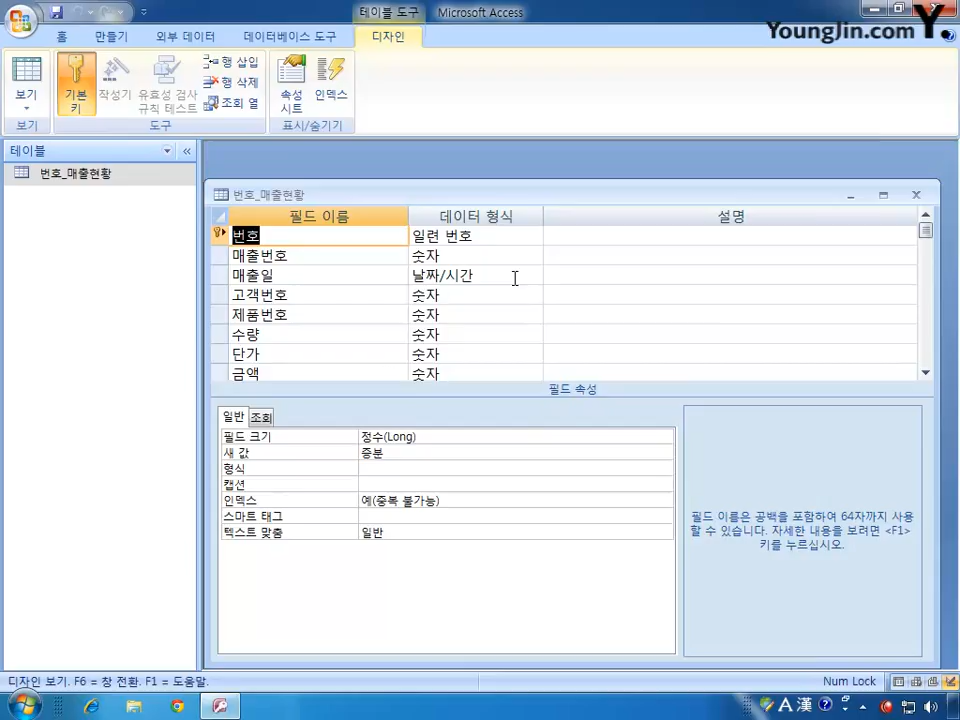 테이블 도구 Microsoft Access
YoungJin.com Y
홈 만들기 외부 데이터 데이터베이스 도구 디자인
보기
기본
키
작성기
유효성 검사
규칙 테스트
행 삽입
행 삭제
조회 열
속성
시트
인덱스
보기 도구 표시/숨기기
테이블 «
번호_매출현황
번호_매출현황
필드 이름 데이터 형식 설명
번호 일련 번호
매출번호 숫자
매출일 날짜/시간
고객번호 숫자
제품번호 숫자
수량 숫자
단가 숫자
금액 숫자
필드 속성
일반 조회
필드 크기 정수(Long)
새 값 증분
형식
캡션
인덱스 예(중복 불가능)
스마트 태그
텍스트 맞춤 일반
필드 이름은 공백을 포함하여 64자까지 사용
할 수 있습니다. 자세한 내용을 보려면 <F1>
키를 누르십시오.
디자인 보기. F6 = 창 전환. F1 = 도움말. Num Lock
A 漢